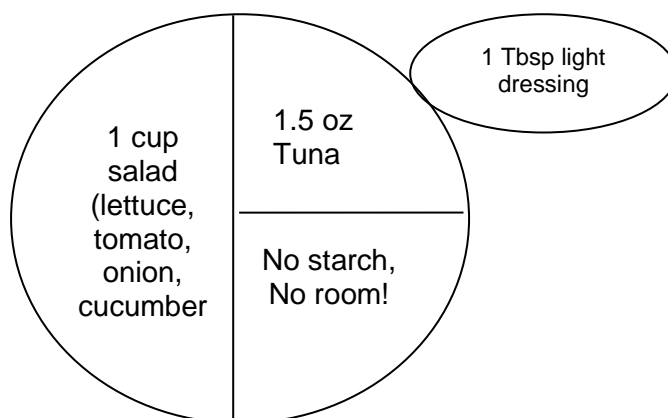 1 cup
salad
(lettuce,
tomato,
onion,
cucumber
1.5 oz
Tuna
No starch,
No room!
1 Tbsp light
dressing